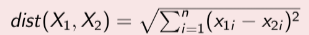 dist(X₁, X₂) = √∑ⁿᵢ₌₁(x₁ᵢ − x₂ᵢ)²